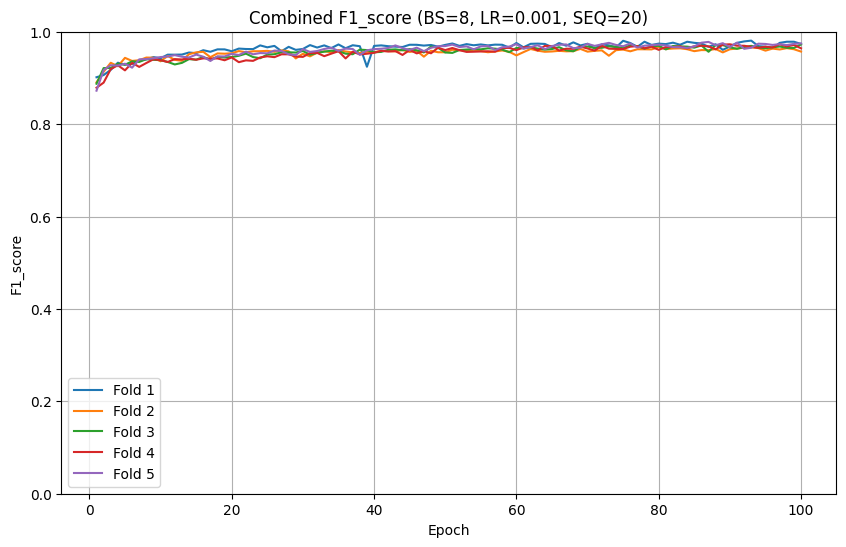 Combined F1_score (BS=8, LR=0.001, SEQ=20)
1.0
0.8
0.6
0.4
0.2
0.0
F1_score
Fold 1
Fold 2
Fold 3
Fold 4
Fold 5
0 20 40 60 80 100
Epoch